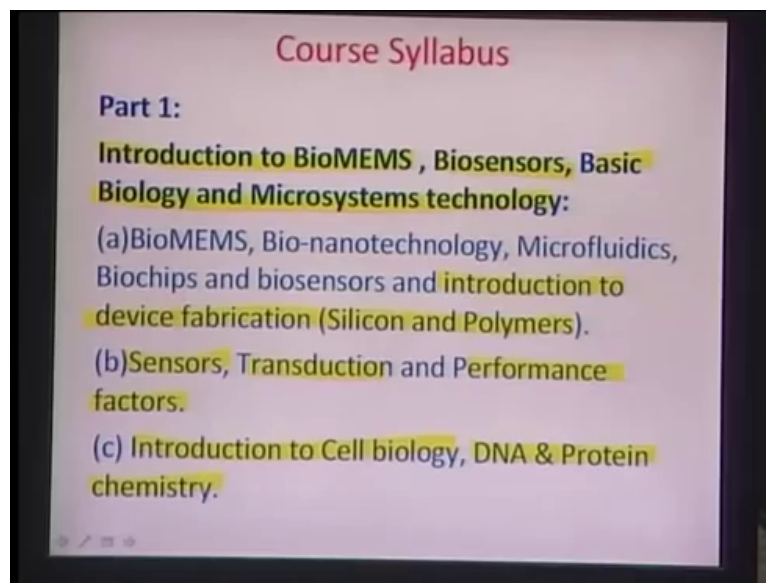 Course Syllabus
Part 1:
Introduction to BioMEMS , Biosensors, Basic
Biology and Microsystems technology:
(a)BioMEMS, Bio-nanotechnology, Microfluidics,
Biochips and biosensors and introduction to
device fabrication (Silicon and Polymers).
(b)Sensors, Transduction and Performance
factors.
(c) Introduction to Cell biology, DNA & Protein
chemistry.